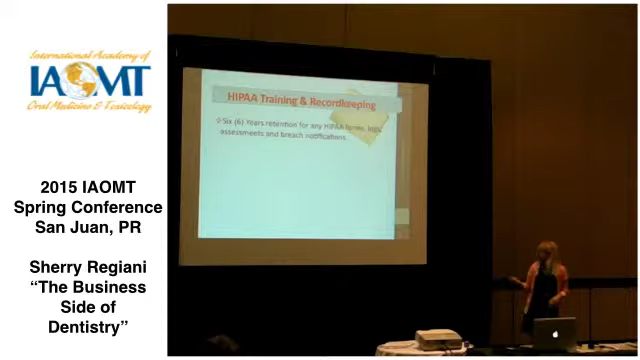 International Academy of
IAOMT
Oral Medicine & Toxicology
2015 IAOMT
Spring Conference
San Juan, PR
Sherry Regiani
“The Business
Side of
Dentistry”
HIPAA Training & Recordkeeping
Six (6) Years retention for any HIPAA forms, logs,
assessments and breach notifications.